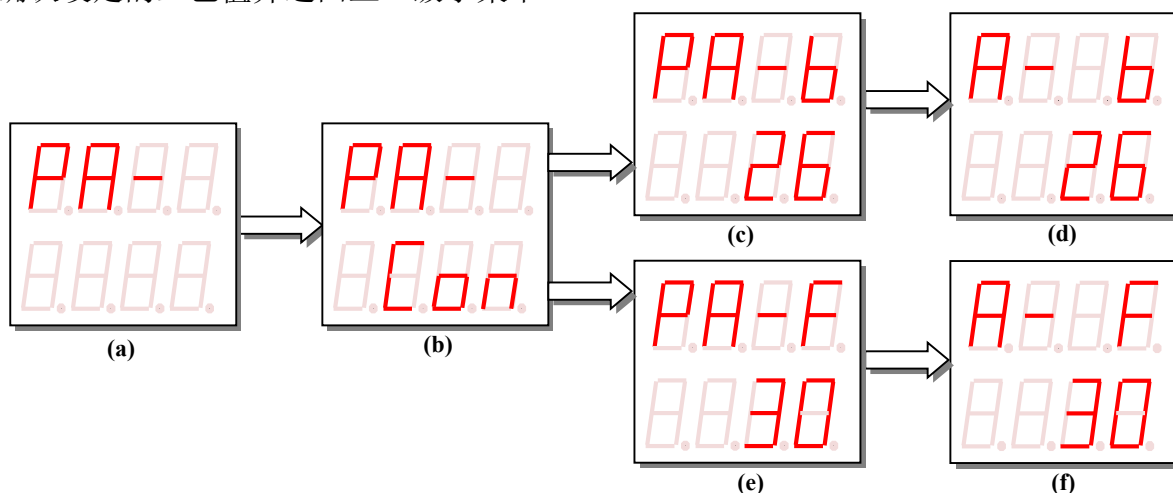 PA-
(a)
PA-
Con
(b)
PA-b
26
(c)
A- b
26
(d)
PA-F
30
(e)
A- F
30
(f)